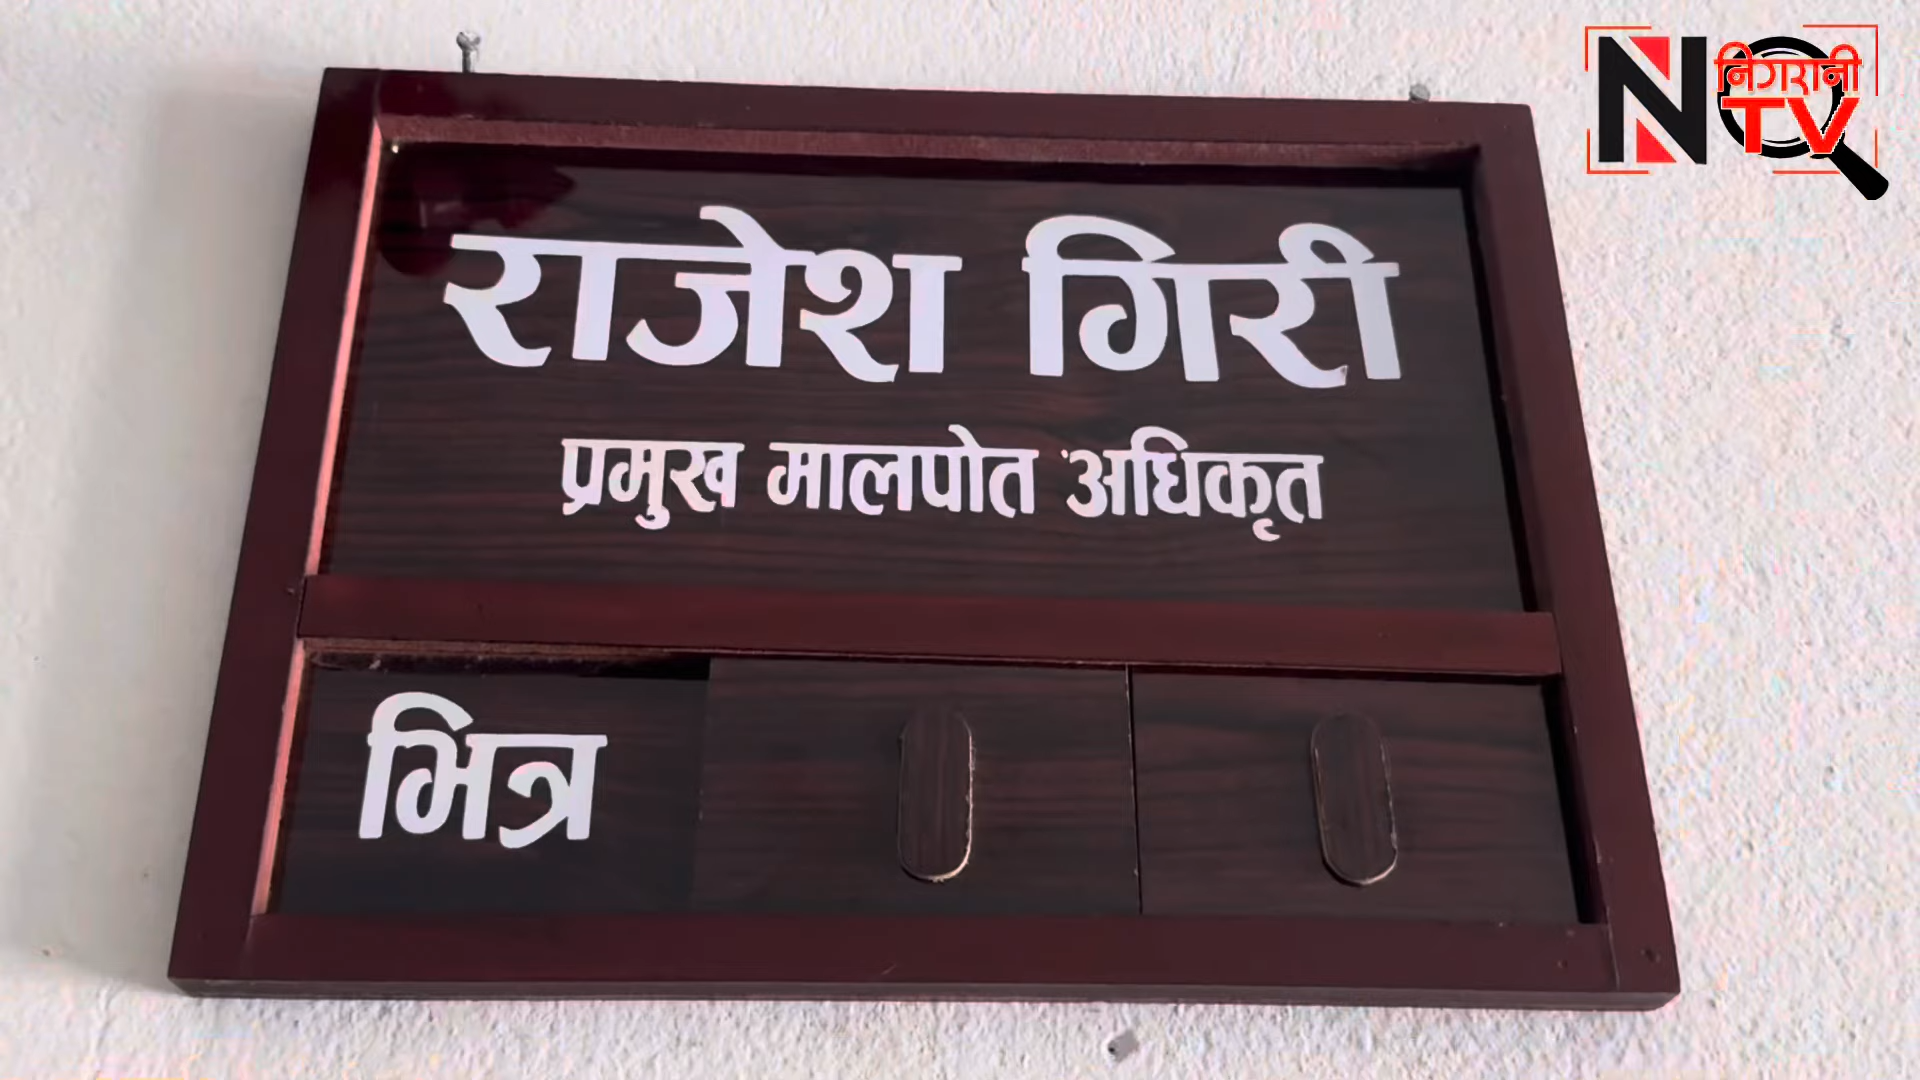 N निगरानी
TV
राजेश गिरी
प्रमुख मालपोत अधिकृत
भित्र